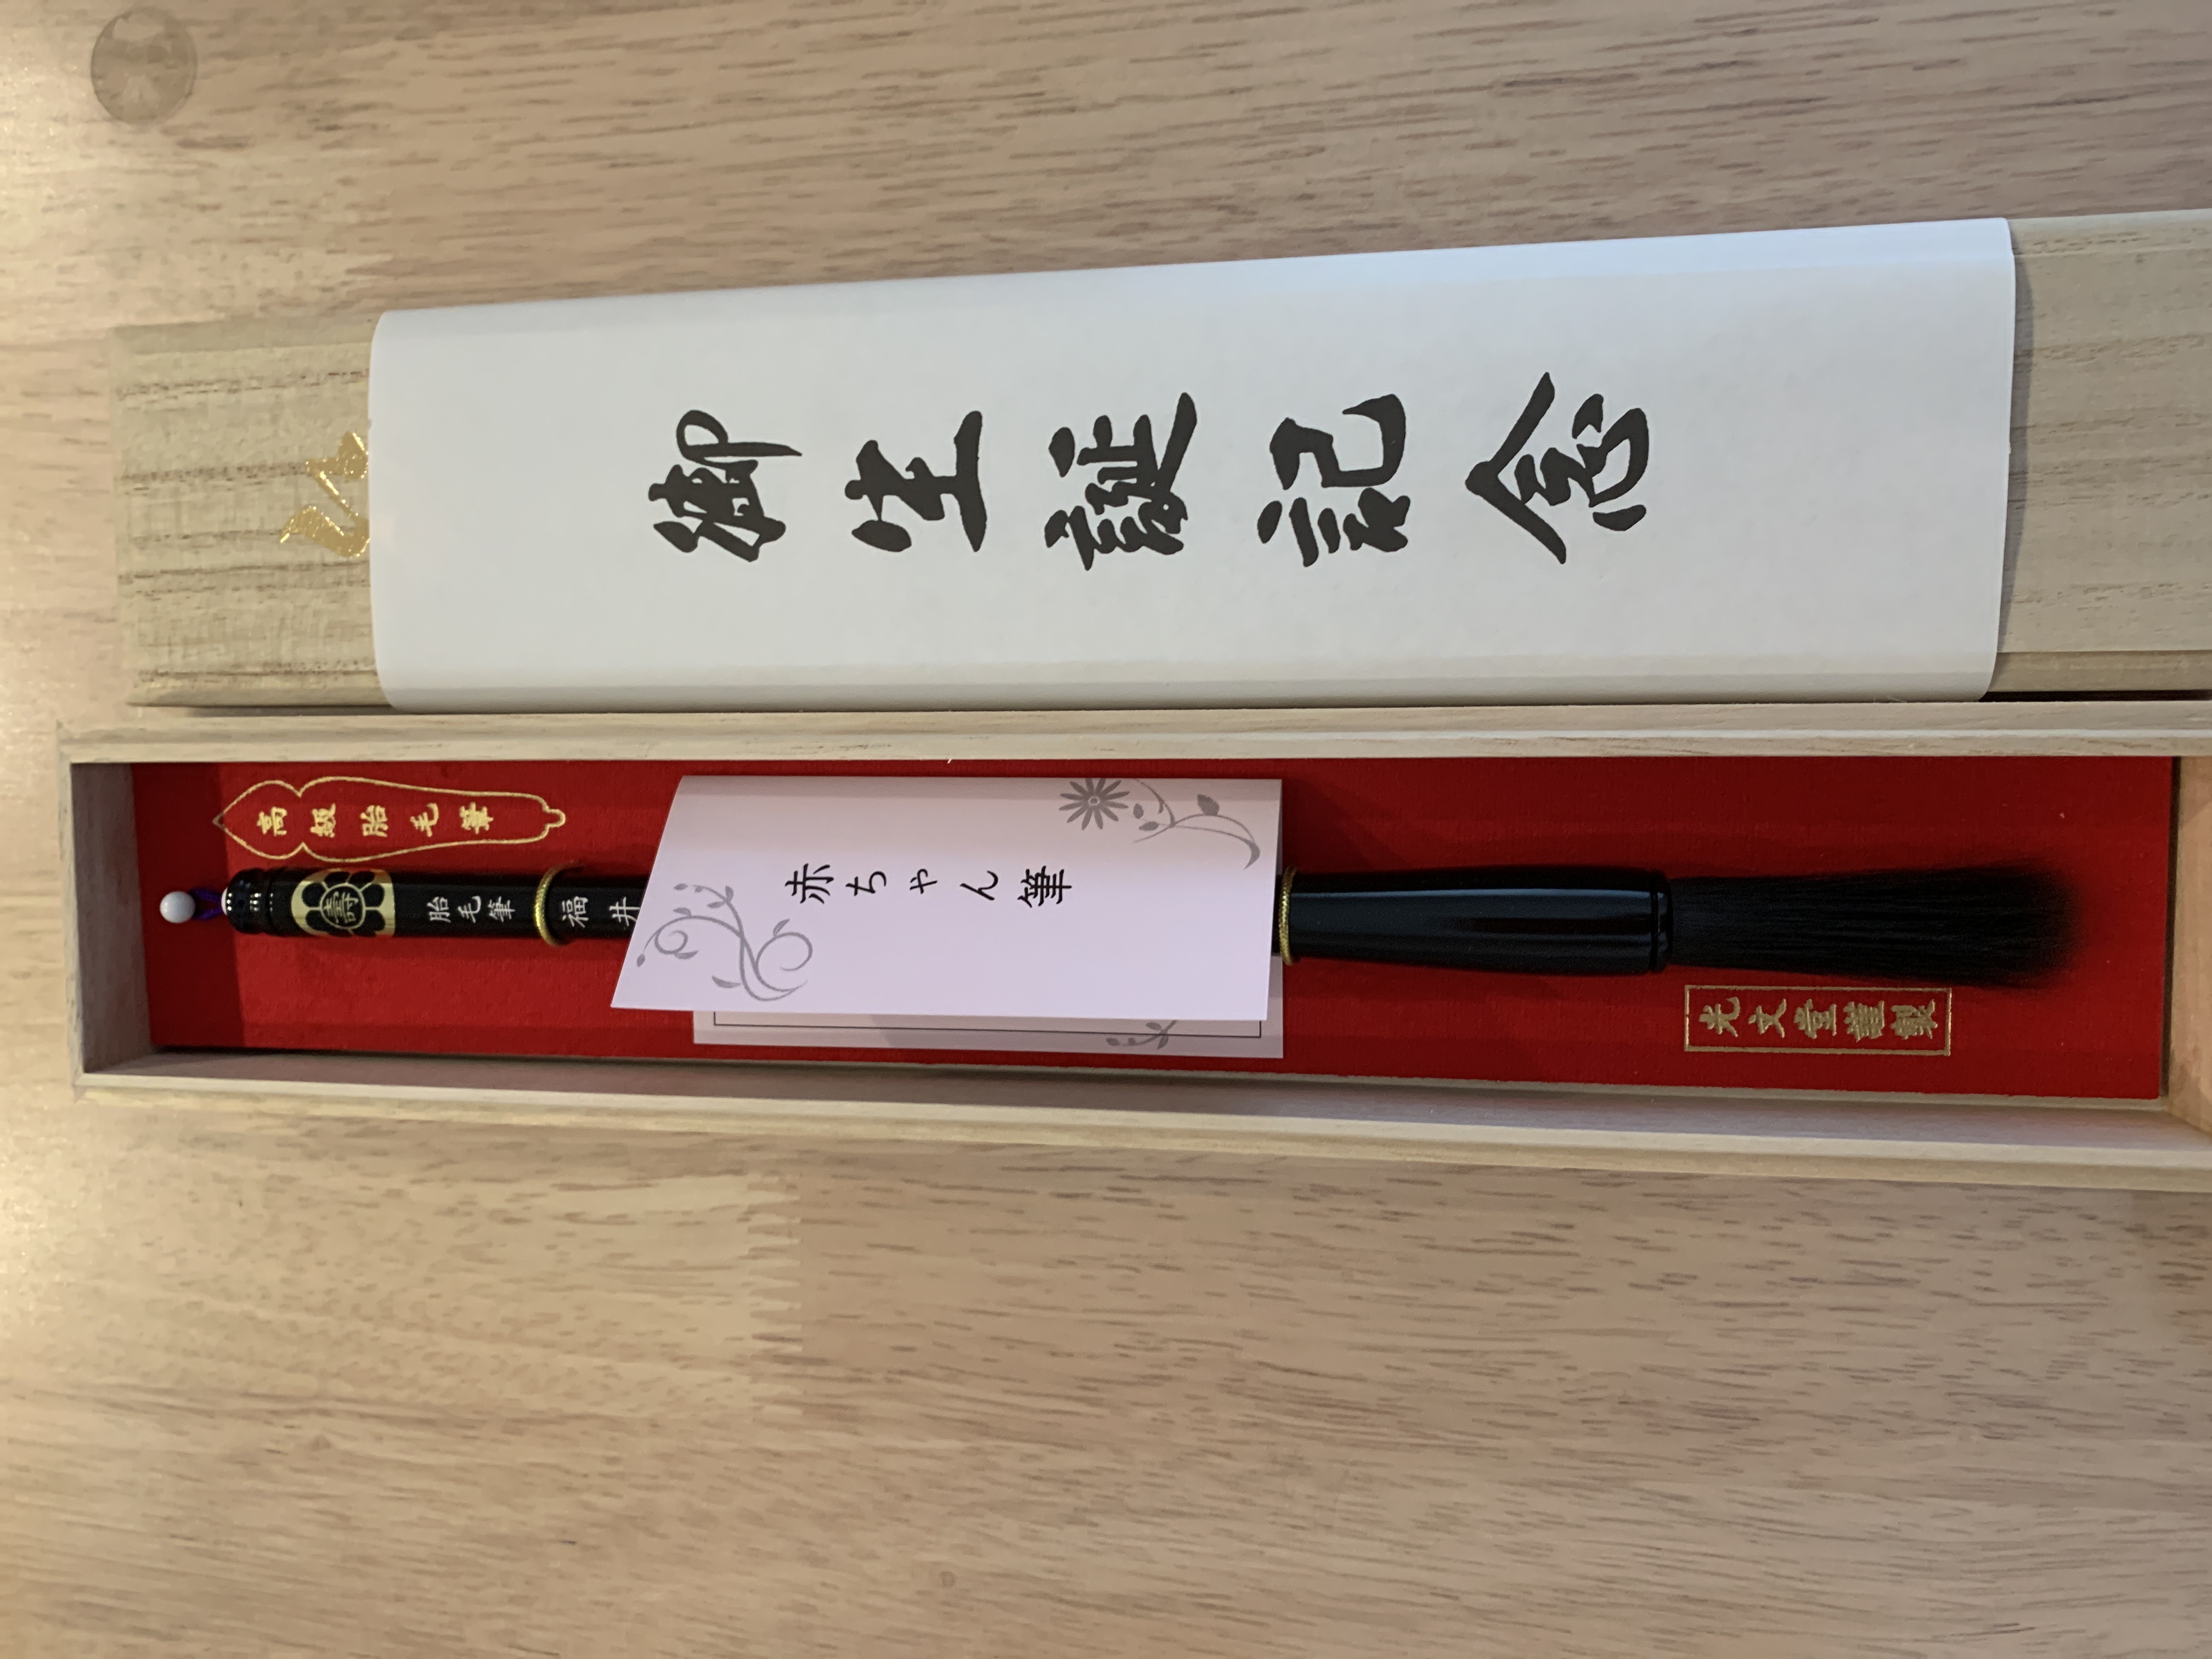 御生誕記念
高級胎毛筆
壽
胎毛筆
福井
赤ちゃん筆
光文堂謹製